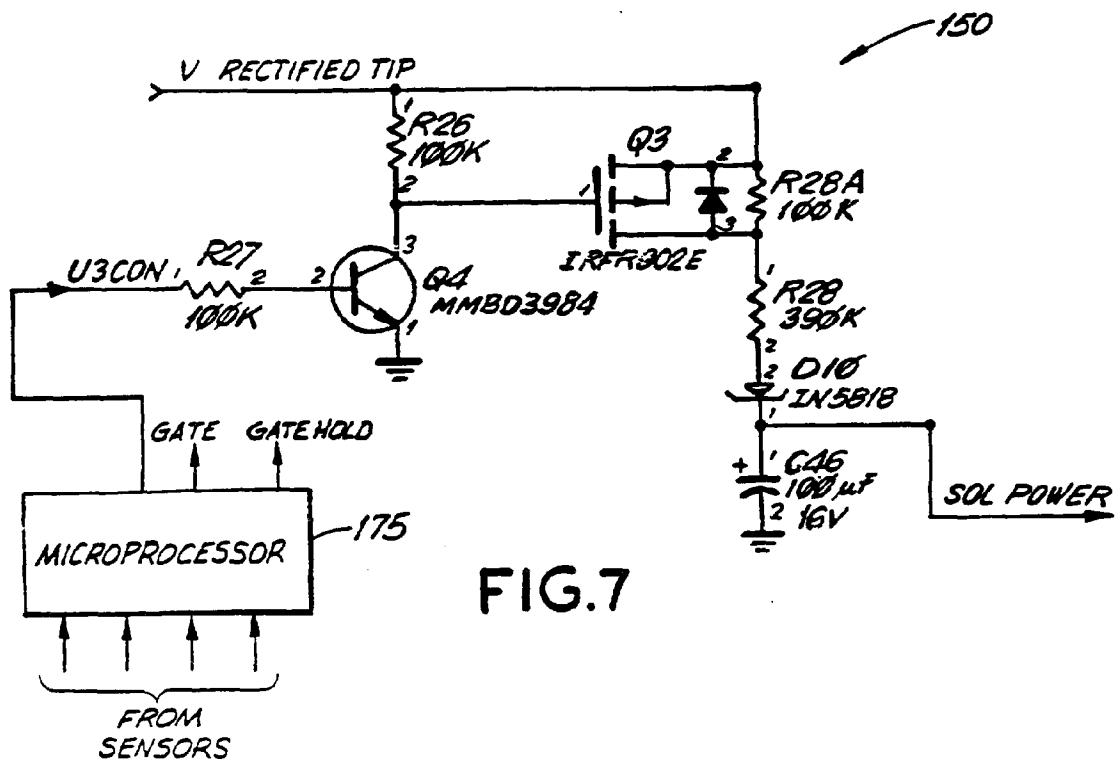 150
V RECTIFIED TIP
1
R26
100K
2
Q3
2
1
3
R28A
100K
IRFR902E
U3CON
1
R27
2
100K
2
3
Q4
MMBD3984
1
1
R28
390K
2
2
D10
IN5818
1
GATE
GATE HOLD
+
1
C46
100µF
2
16V
SOL POWER
MICROPROCESSOR
175
FIG.7
FROM
SENSORS